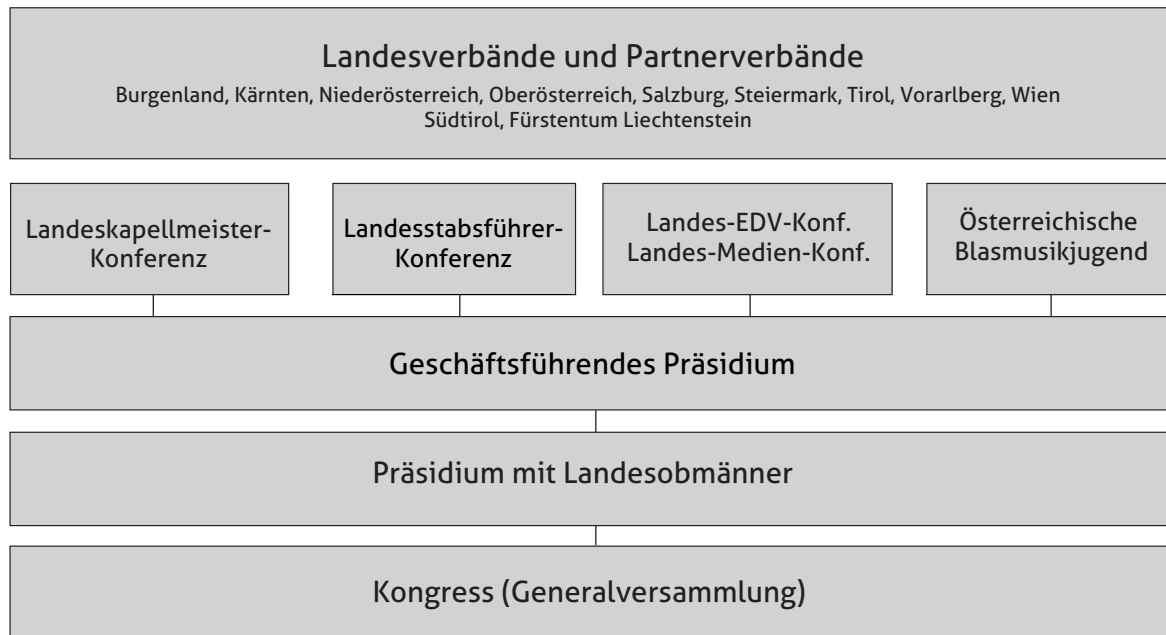 Landesverbände und Partnerverbände
Burgenland, Kärnten, Niederösterreich, Oberösterreich, Salzburg, Steiermark, Tirol, Vorarlberg, Wien
Südtirol, Fürstentum Liechtenstein
Landeskapellmeister-
Konferenz
Landesstabsführer-
Konferenz
Landes-EDV-Konf.
Landes-Medien-Konf.
Österreichische
Blasmusikjugend
Geschäftsführendes Präsidium
Präsidium mit Landesobmänner
Kongress (Generalversammlung)